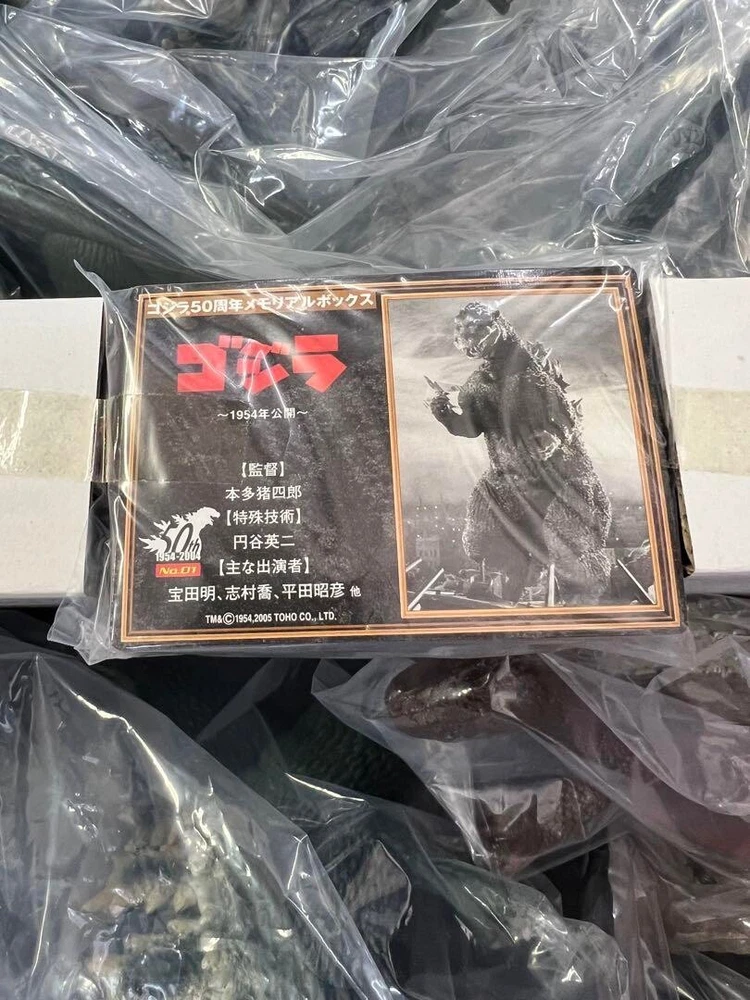 ゴジラ50周年メモリアルボックス
ゴジラ
～1954年公開～
【監督】
本多猪四郎
【特殊技術】
円谷英二
【主な出演者】
宝田明、志村喬、平田昭彦 他
50th
1954-2004
No.01
TM&©1954,2005 TOHO CO., LTD.